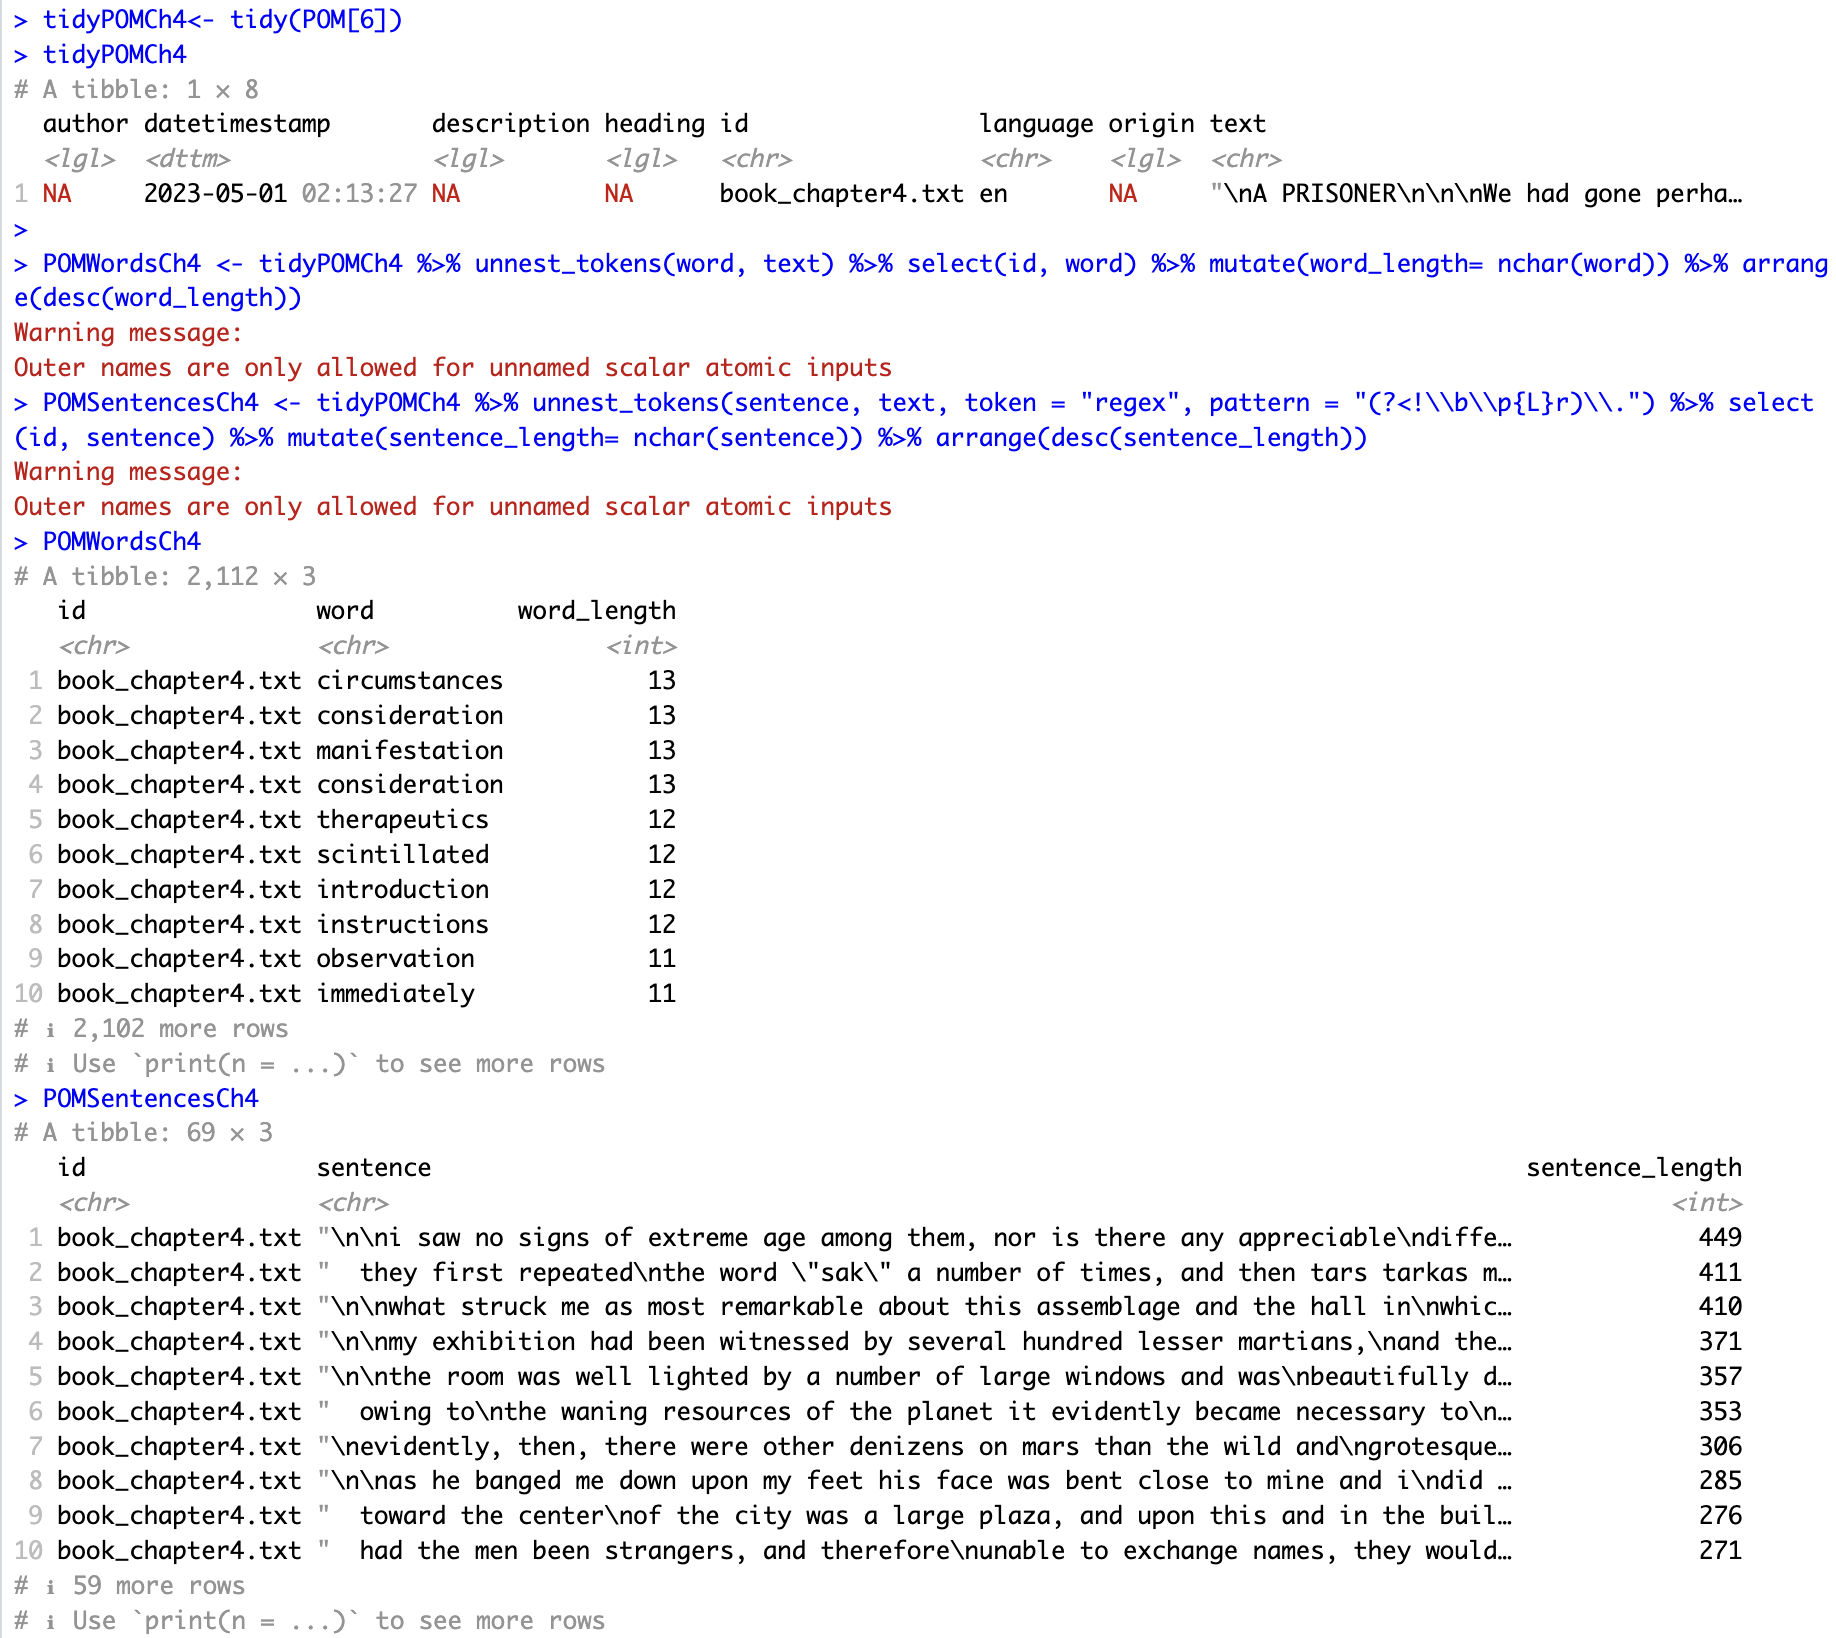 > tidyPOMCh4<- tidy(POM[6])
> tidyPOMCh4
# A tibble: 1 × 8
  author datetimestamp       description heading id                language origin text
  <lgl>  <dttm>              <lgl>       <lgl>   <chr>             <chr>    <lgl>  <chr>
1 NA     2023-05-01 02:13:27 NA          NA      book_chapter4.txt en       NA     "\nA PRISONER\n\n\nWe had gone perha…
>
> POMWordsCh4 <- tidyPOMCh4 %>% unnest_tokens(word, text) %>% select(id, word) %>% mutate(word_length= nchar(word)) %>% arrang
e(desc(word_length))
Warning message:
Outer names are only allowed for unnamed scalar atomic inputs
> POMSentencesCh4 <- tidyPOMCh4 %>% unnest_tokens(sentence, text, token = "regex", pattern = "(?<!\\b\\p{L}r)\\.") %>% select
(id, sentence) %>% mutate(sentence_length= nchar(sentence)) %>% arrange(desc(sentence_length))
Warning message:
Outer names are only allowed for unnamed scalar atomic inputs
> POMWordsCh4
# A tibble: 2,112 × 3
   id                word          word_length
   <chr>             <chr>               <int>
 1 book_chapter4.txt circumstances          13
 2 book_chapter4.txt consideration          13
 3 book_chapter4.txt manifestation          13
 4 book_chapter4.txt consideration          13
 5 book_chapter4.txt therapeutics           12
 6 book_chapter4.txt scintillated           12
 7 book_chapter4.txt introduction           12
 8 book_chapter4.txt instructions           12
 9 book_chapter4.txt observation            11
10 book_chapter4.txt immediately            11
# ℹ 2,102 more rows
# ℹ Use `print(n = ...)` to see more rows
> POMSentencesCh4
# A tibble: 69 × 3
   id                sentence                                                                            sentence_length
   <chr>             <chr>                                                                                         <int>
 1 book_chapter4.txt "\n\ni saw no signs of extreme age among them, nor is there any appreciable\ndiffe…             449
 2 book_chapter4.txt "  they first repeated\nthe word \"sak\" a number of times, and then tars tarkas m…             411
 3 book_chapter4.txt "\n\nwhat struck me as most remarkable about this assemblage and the hall in\nwhic…             410
 4 book_chapter4.txt "\n\nmy exhibition had been witnessed by several hundred lesser martians,\nand the…             371
 5 book_chapter4.txt "\n\nthe room was well lighted by a number of large windows and was\nbeautifully d…             357
 6 book_chapter4.txt "  owing to\nthe waning resources of the planet it evidently became necessary to\n…             353
 7 book_chapter4.txt "\nevidently, then, there were other denizens on mars than the wild and\ngrotesque…             306
 8 book_chapter4.txt "\n\nas he banged me down upon my feet his face was bent close to mine and i\ndid …             285
 9 book_chapter4.txt "  toward the center\nof the city was a large plaza, and upon this and in the buil…             276
10 book_chapter4.txt "  had the men been strangers, and therefore\nunable to exchange names, they would…             271
# ℹ 59 more rows
# ℹ Use `print(n = ...)` to see more rows